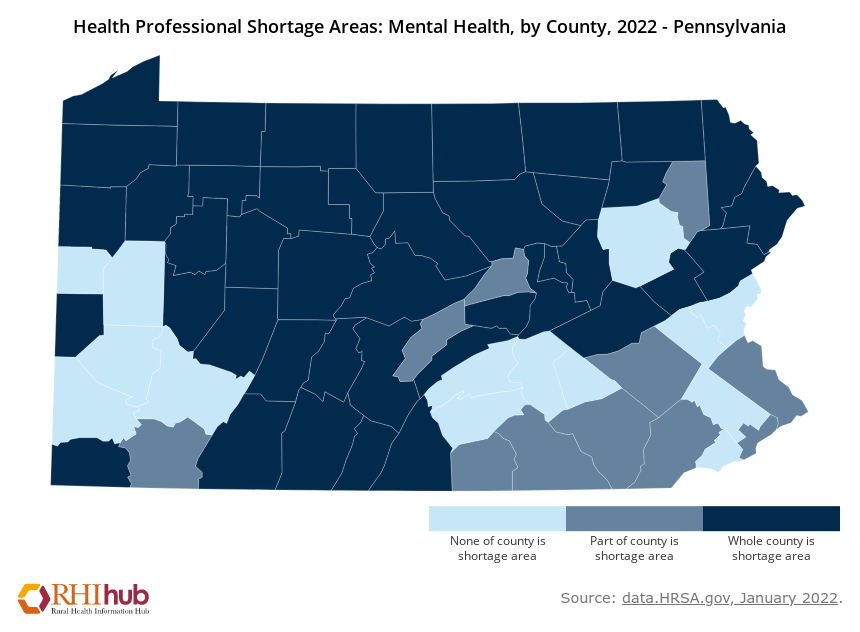 Health Professional Shortage Areas: Mental Health, by County, 2022 - Pennsylvania
None of county is
shortage area
Part of county is
shortage area
Whole county is
shortage area
RHIhub
Rural Health Information Hub
Source: data.HRSA.gov, January 2022.